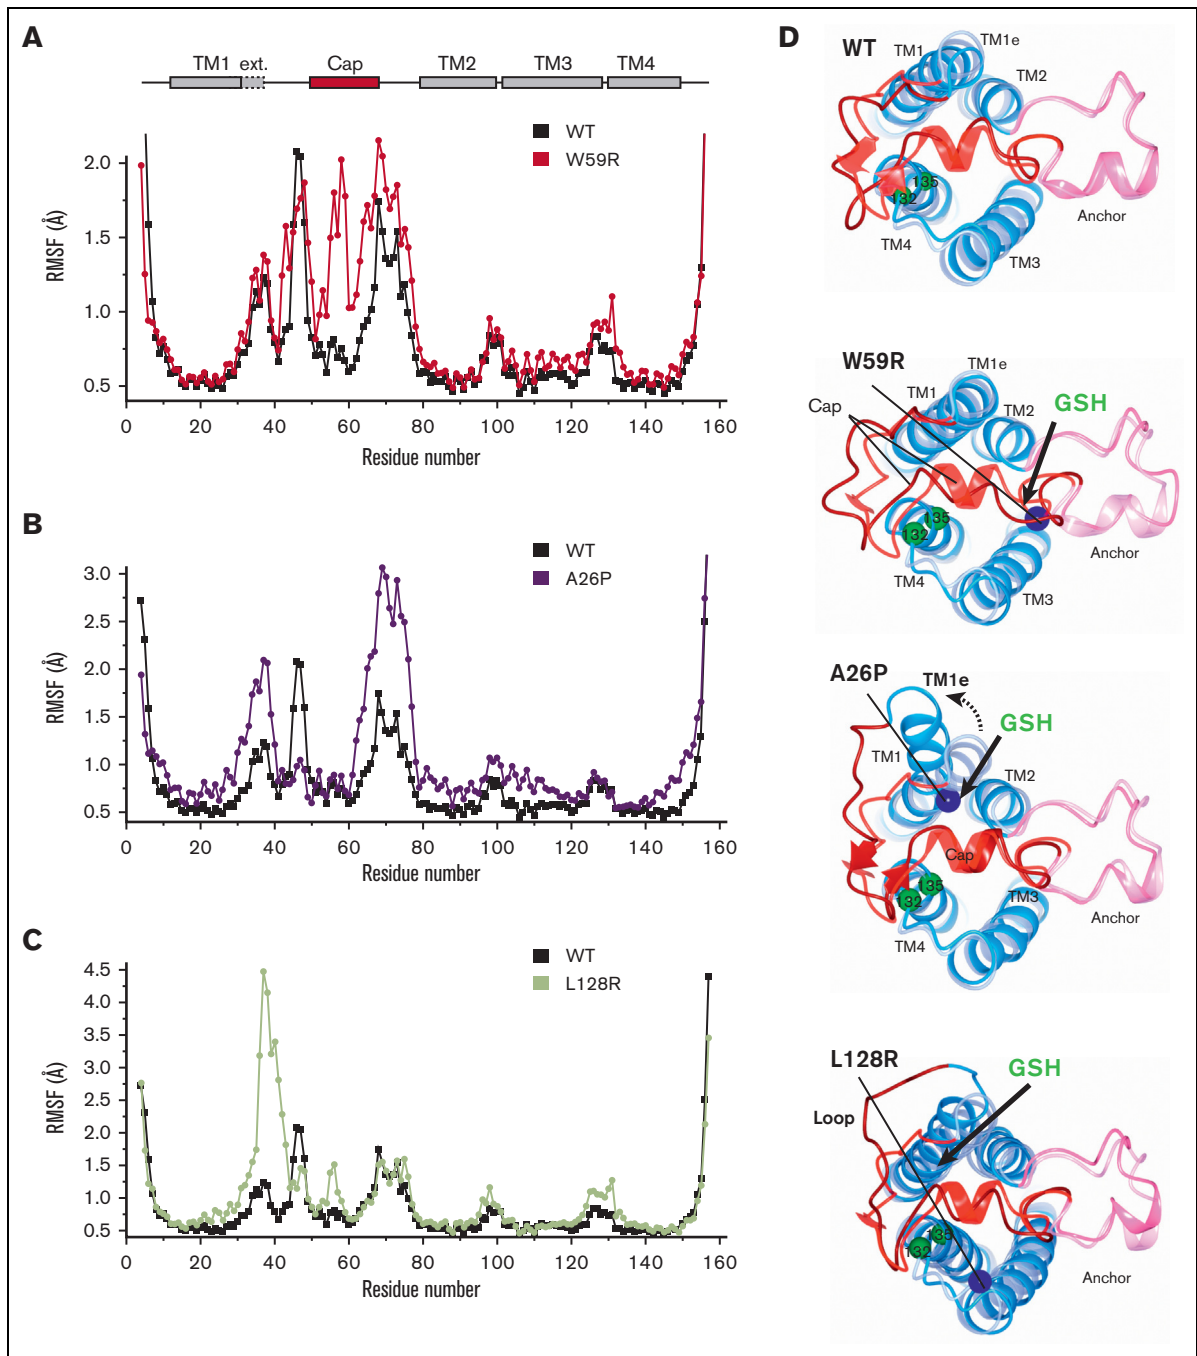 A
TM1 ext. Cap TM2 TM3 TM4
WT
W59R
RMSF (Å)
2.0
1.5
1.0
0.5
0 20 40 60 80 100 120 140 160
Residue number
B
WT
A26P
RMSF (Å)
3.0
2.5
2.0
1.5
1.0
0.5
0 20 40 60 80 100 120 140 160
Residue number
C
WT
L128R
RMSF (Å)
4.5
4.0
3.5
3.0
2.5
2.0
1.5
1.0
0.5
0 20 40 60 80 100 120 140 160
Residue number
D
WT
TM1
TM1e
TM2
135
132
Anchor
TM4
TM3
W59R
TM1e
TM1
GSH
Cap
TM2
135
132
Anchor
TM4
TM3
A26P
TM1e
GSH
TM1
TM2
Cap
135
132
TM3
Anchor
TM4
L128R
GSH
Loop
135
132
Anchor